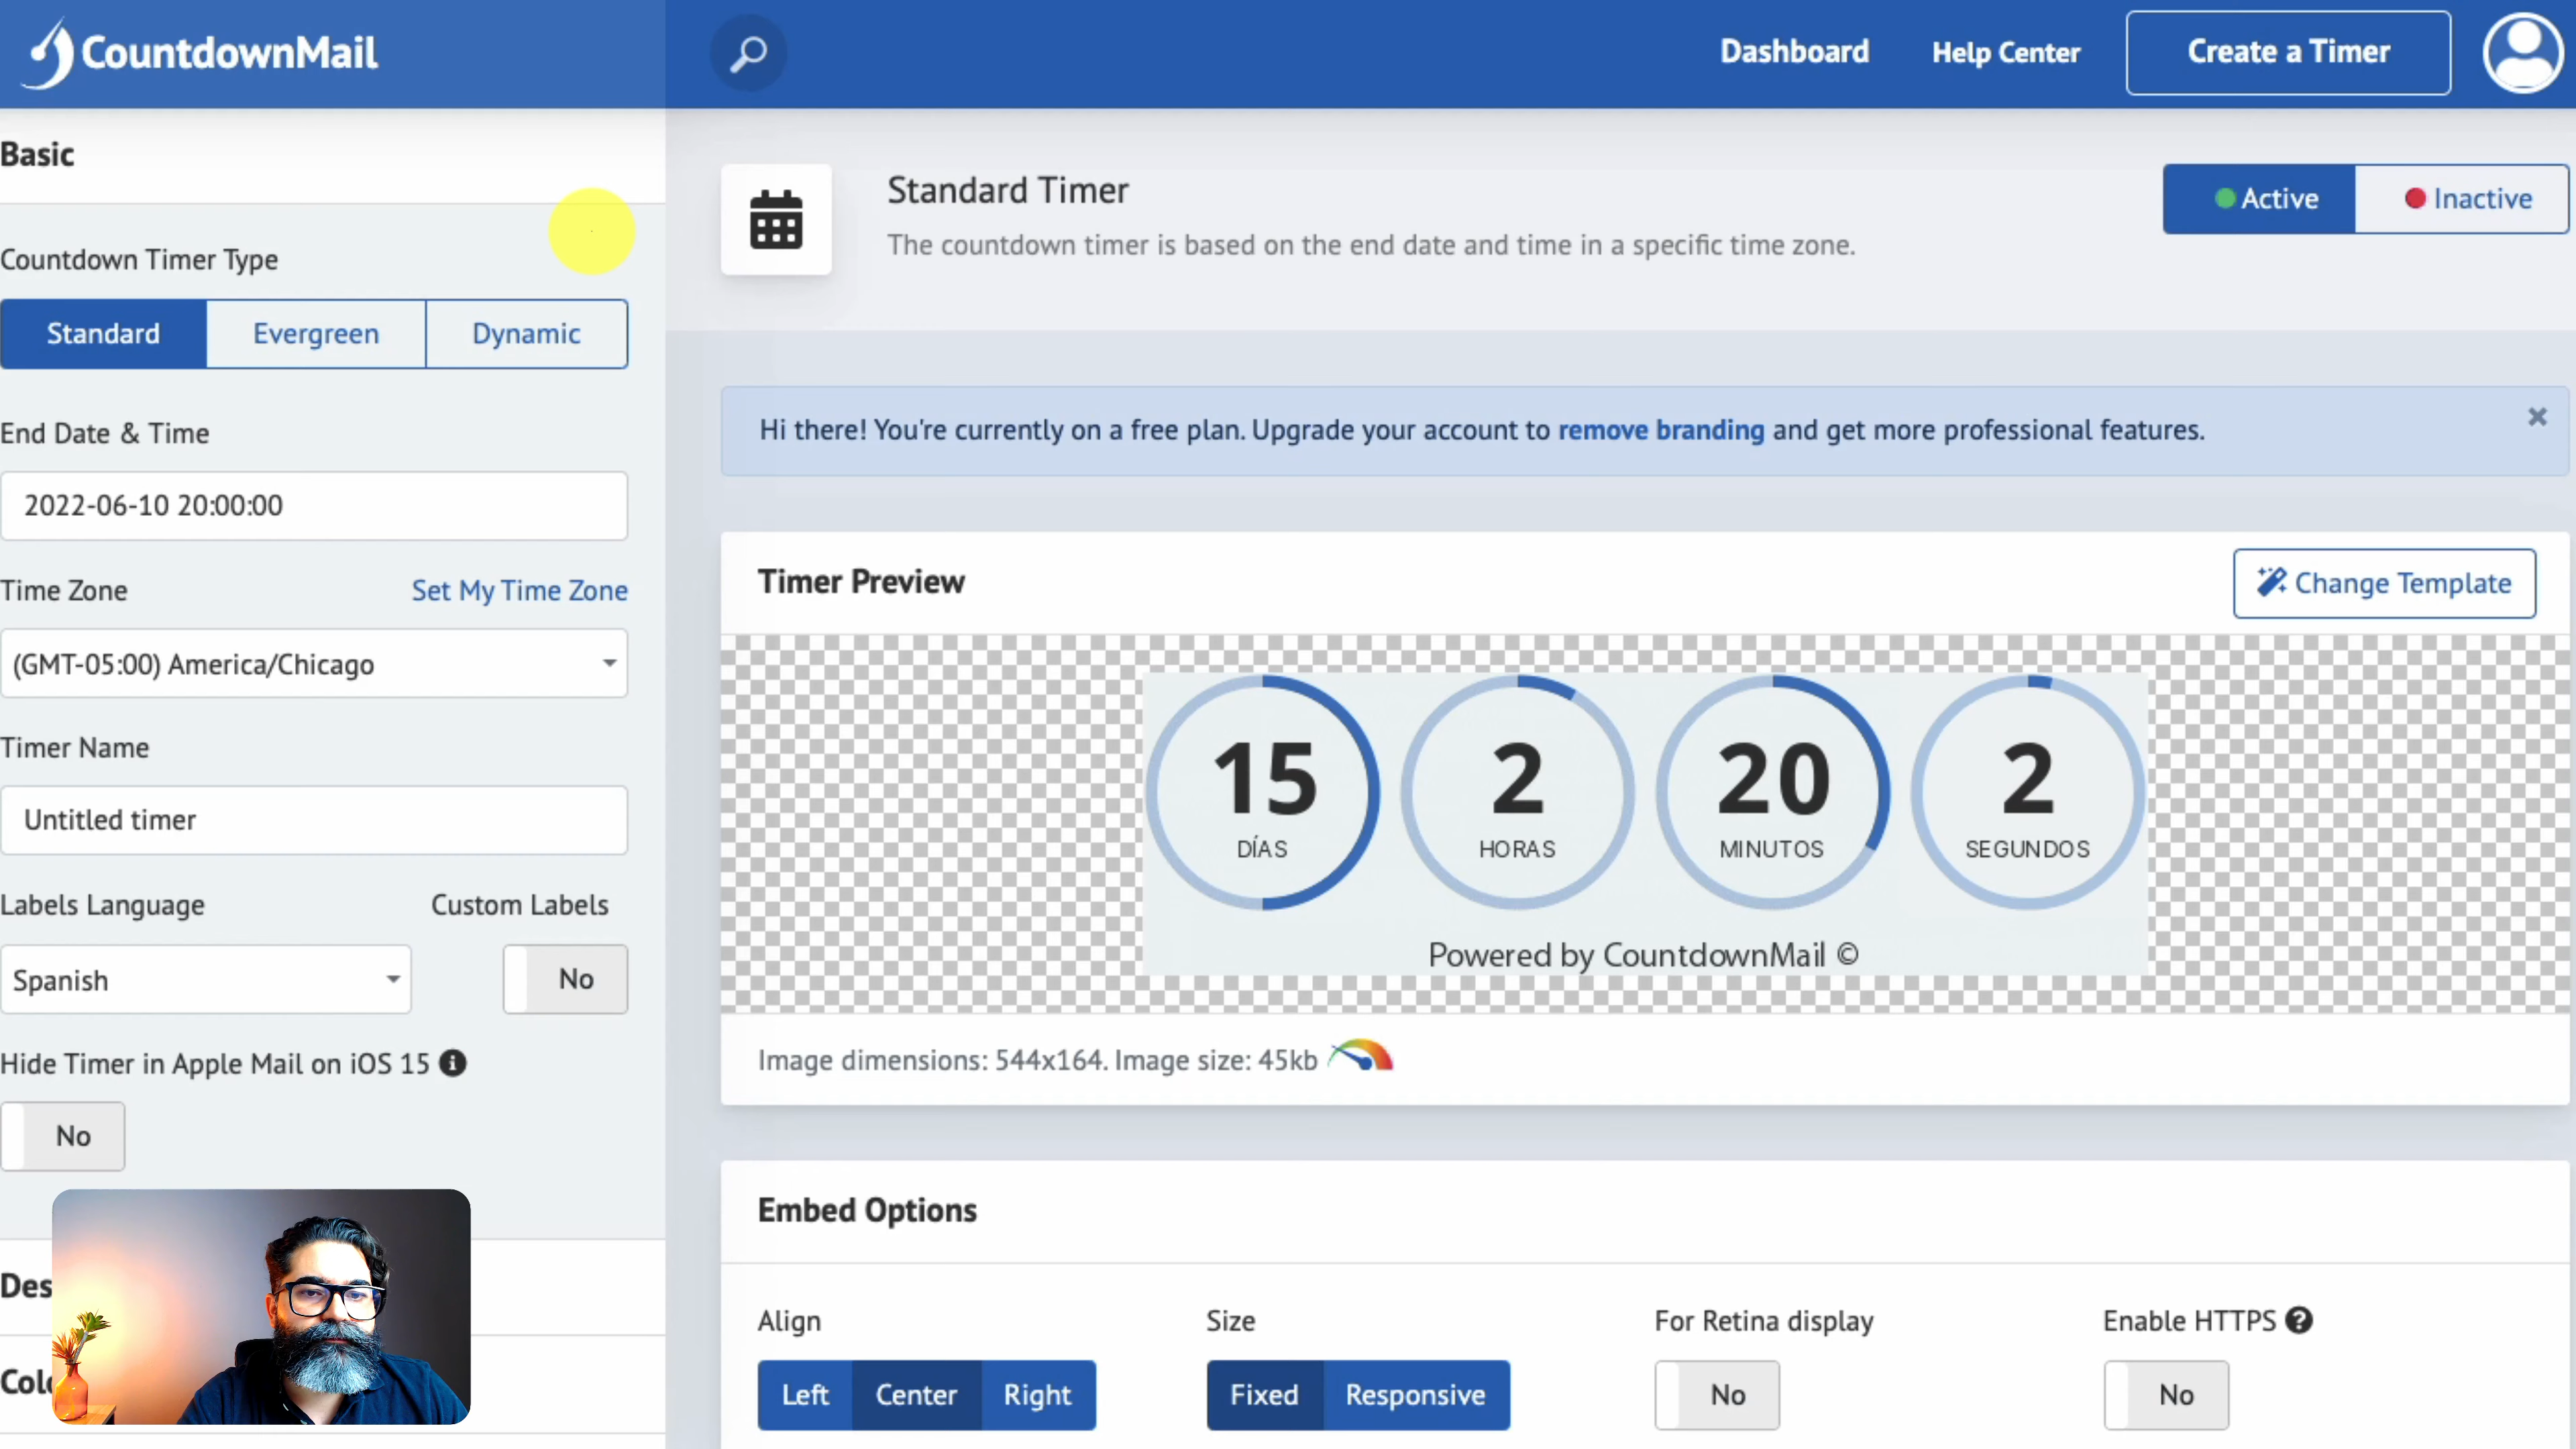 CountdownMail
Dashboard
Help Center
Create a Timer
Basic
Countdown Timer Type
Standard
Evergreen
Dynamic
End Date & Time
2022-06-10 20:00:00
Time Zone
Set My Time Zone
(GMT-05:00) America/Chicago
Timer Name
Untitled timer
Labels Language
Custom Labels
Spanish
No
Hide Timer in Apple Mail on iOS 15
No
Standard Timer
The countdown timer is based on the end date and time in a specific time zone.
Active
Inactive
Hi there! You're currently on a free plan. Upgrade your account to remove branding and get more professional features.
Timer Preview
Change Template
15
DÍAS
2
HORAS
20
MINUTOS
2
SEGUNDOS
Powered by CountdownMail ©
Image dimensions: 544x164. Image size: 45kb
Embed Options
Align
Left
Center
Right
Size
Fixed
Responsive
For Retina display
No
Enable HTTPS
No